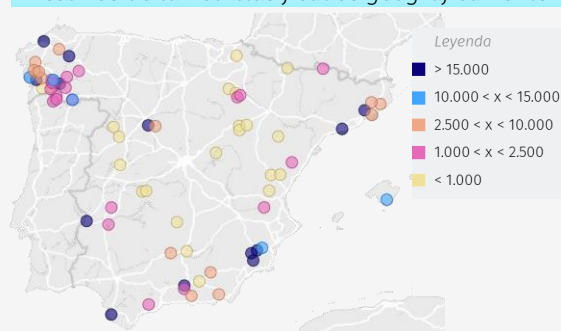 Leyenda
> 15.000
10.000 < x < 15.000
2.500 < x < 10.000
1.000 < x < 2.500
< 1.000